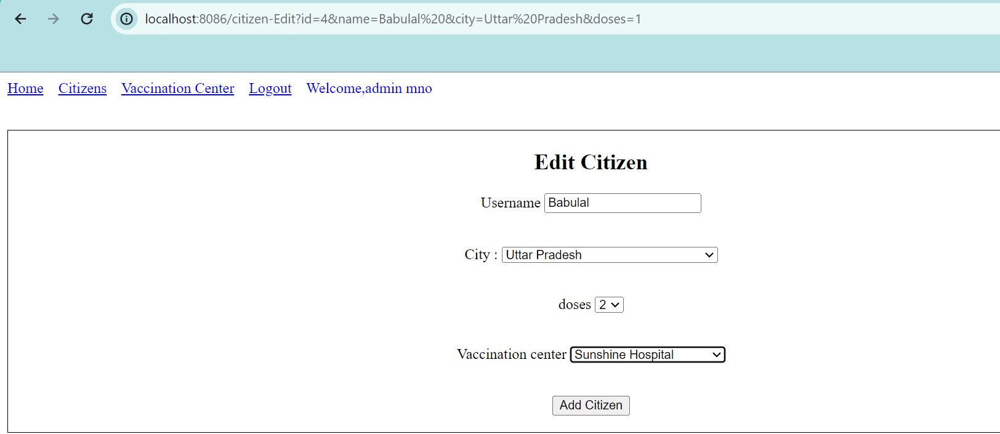 localhost:8086/citizen-Edit?id=4&name=Babulal%20&city=Uttar%20Pradesh&doses=1
Home Citizens Vaccination Center Logout Welcome,admin mno
Edit Citizen
Username Babulal
City : Uttar Pradesh
doses 2
Vaccination center Sunshine Hospital
Add Citizen